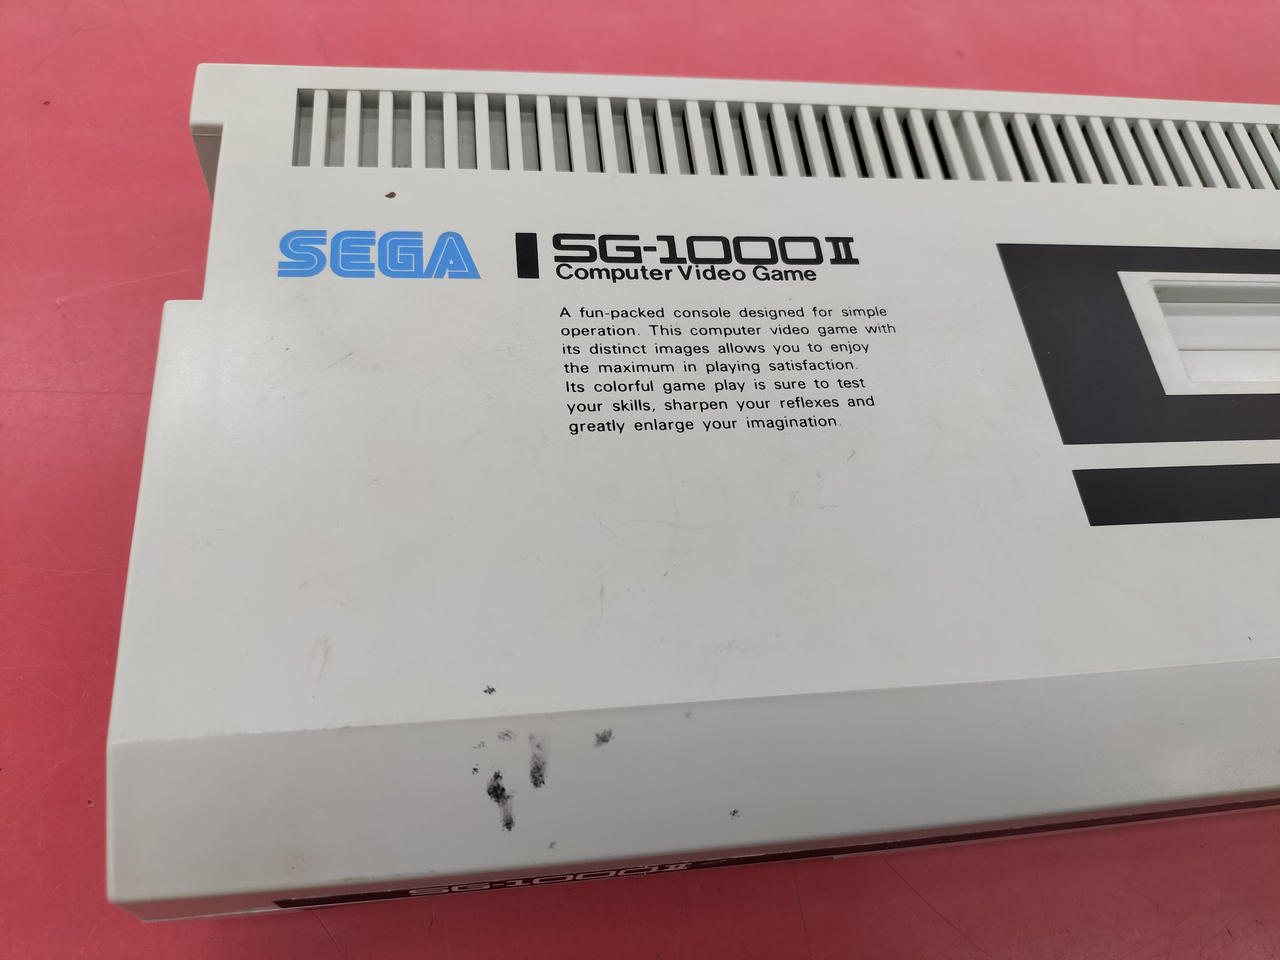 SEGA
SG-1000II
Computer Video Game
A fun-packed console designed for simple
operation. This computer video game with
its distinct images allows you to enjoy
the maximum in playing satisfaction.
Its colorful game play is sure to test
your skills, sharpen your reflexes and
greatly enlarge your imagination.
SG-1000II